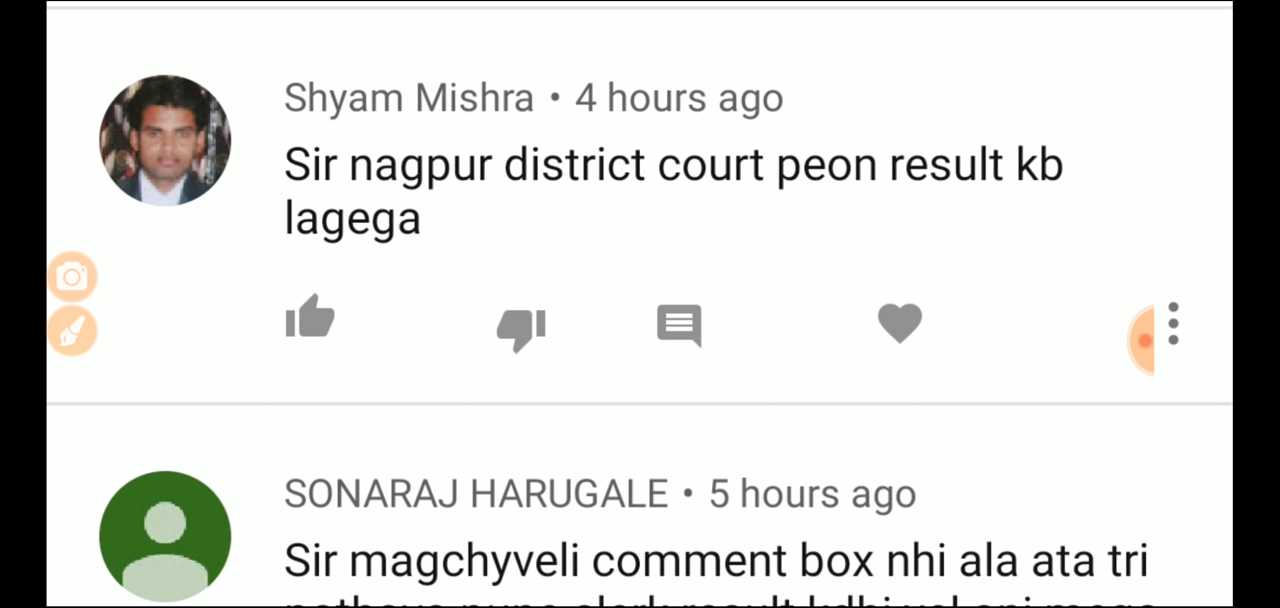 Shyam Mishra • 4 hours ago
Sir nagpur district court peon result kb
lagega
SONARAJ HARUGALE • 5 hours ago
Sir magchyveli comment box nhi ala ata tri